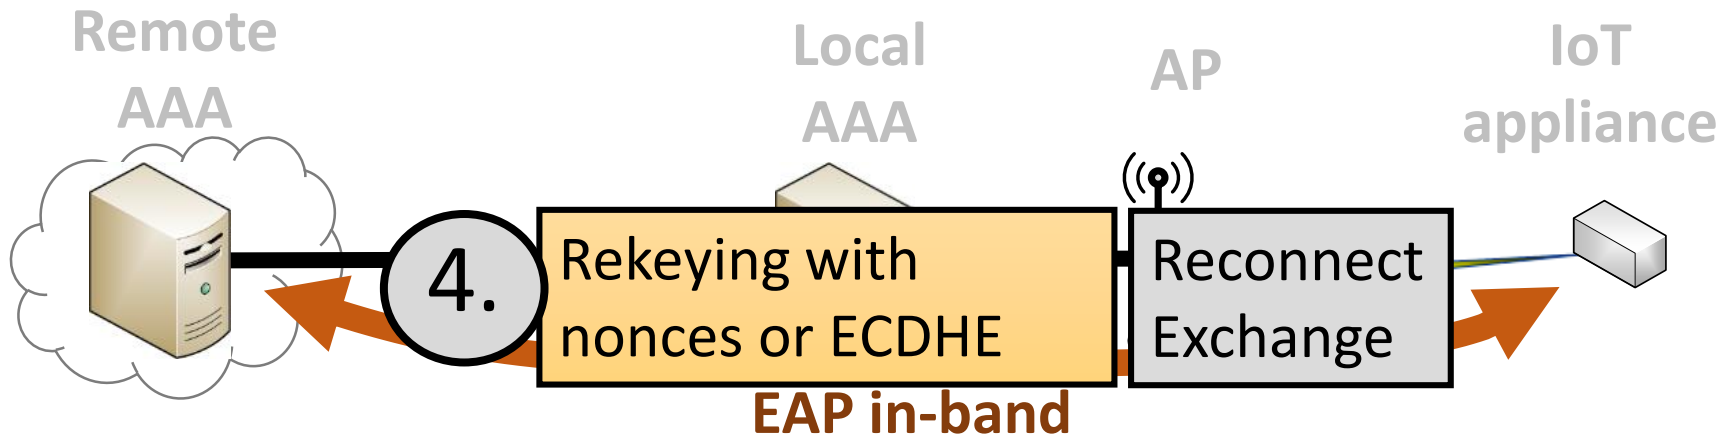 Remote
AAA
Local
AAA
AP
IoT
appliance
4.
Rekeying with
nonces or ECDHE
Reconnect
Exchange
EAP in-band